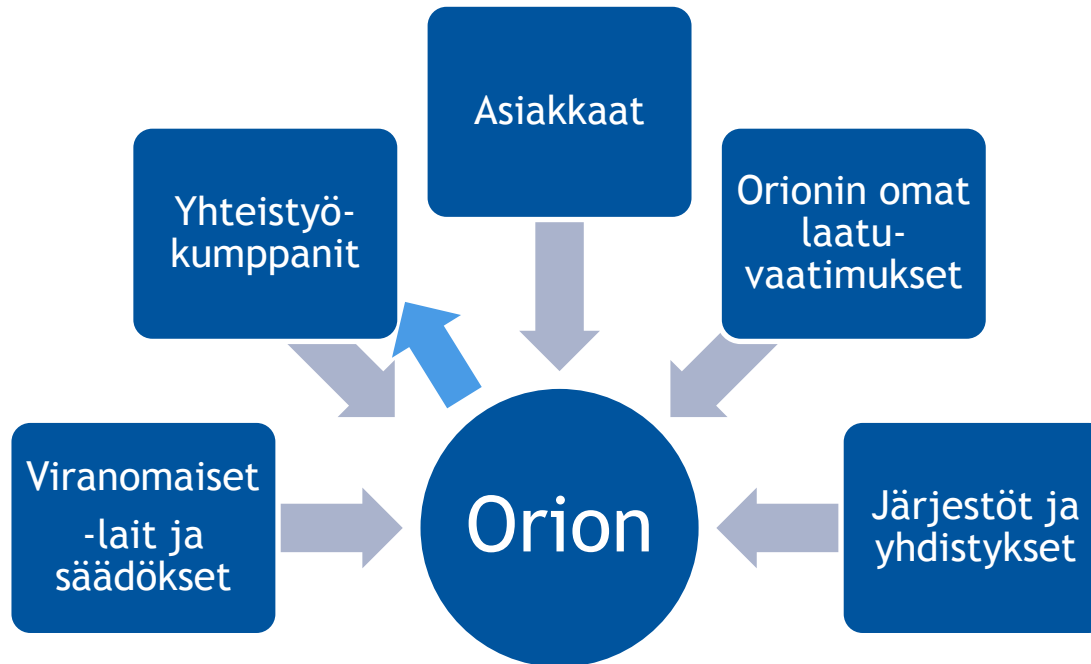 Asiakkaat
Yhteistyö-
kumppanit
Orionin omat
laatu-
vaatimukset
Viranomaiset
-lait ja
säädökset
Orion
Järjestöt ja
yhdistykset